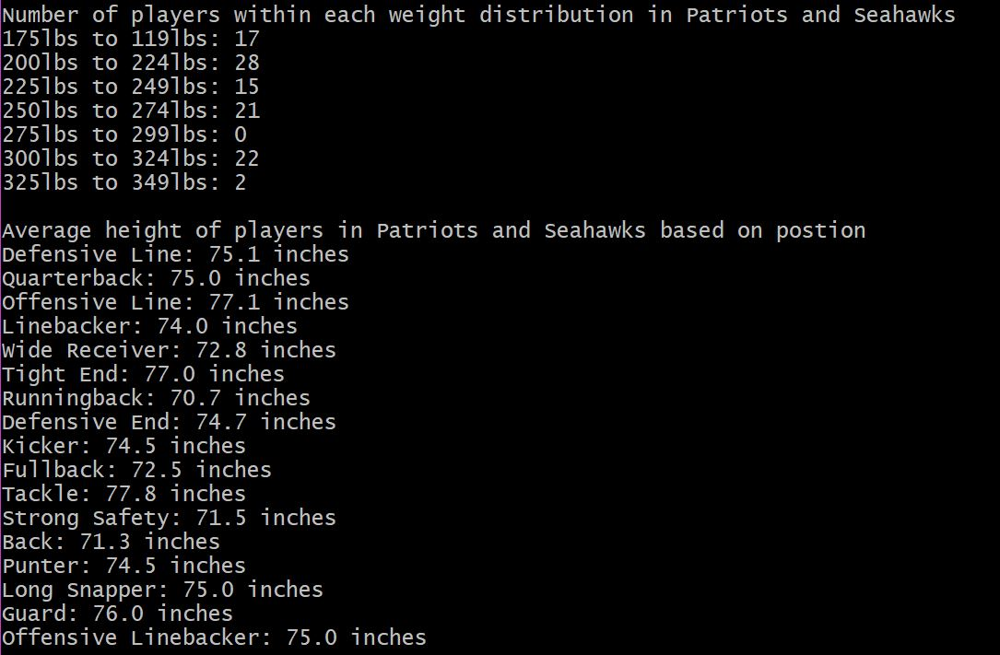 Number of players within each weight distribution in Patriots and Seahawks
175lbs to 119lbs: 17
200lbs to 224lbs: 28
225lbs to 249lbs: 15
250lbs to 274lbs: 21
275lbs to 299lbs: 0
300lbs to 324lbs: 22
325lbs to 349lbs: 2
Average height of players in Patriots and Seahawks based on postion
Defensive Line: 75.1 inches
Quarterback: 75.0 inches
Offensive Line: 77.1 inches
Linebacker: 74.0 inches
Wide Receiver: 72.8 inches
Tight End: 77.0 inches
Runningback: 70.7 inches
Defensive End: 74.7 inches
Kicker: 74.5 inches
Fullback: 72.5 inches
Tackle: 77.8 inches
Strong Safety: 71.5 inches
Back: 71.3 inches
Punter: 74.5 inches
Long Snapper: 75.0 inches
Guard: 76.0 inches
Offensive Linebacker: 75.0 inches